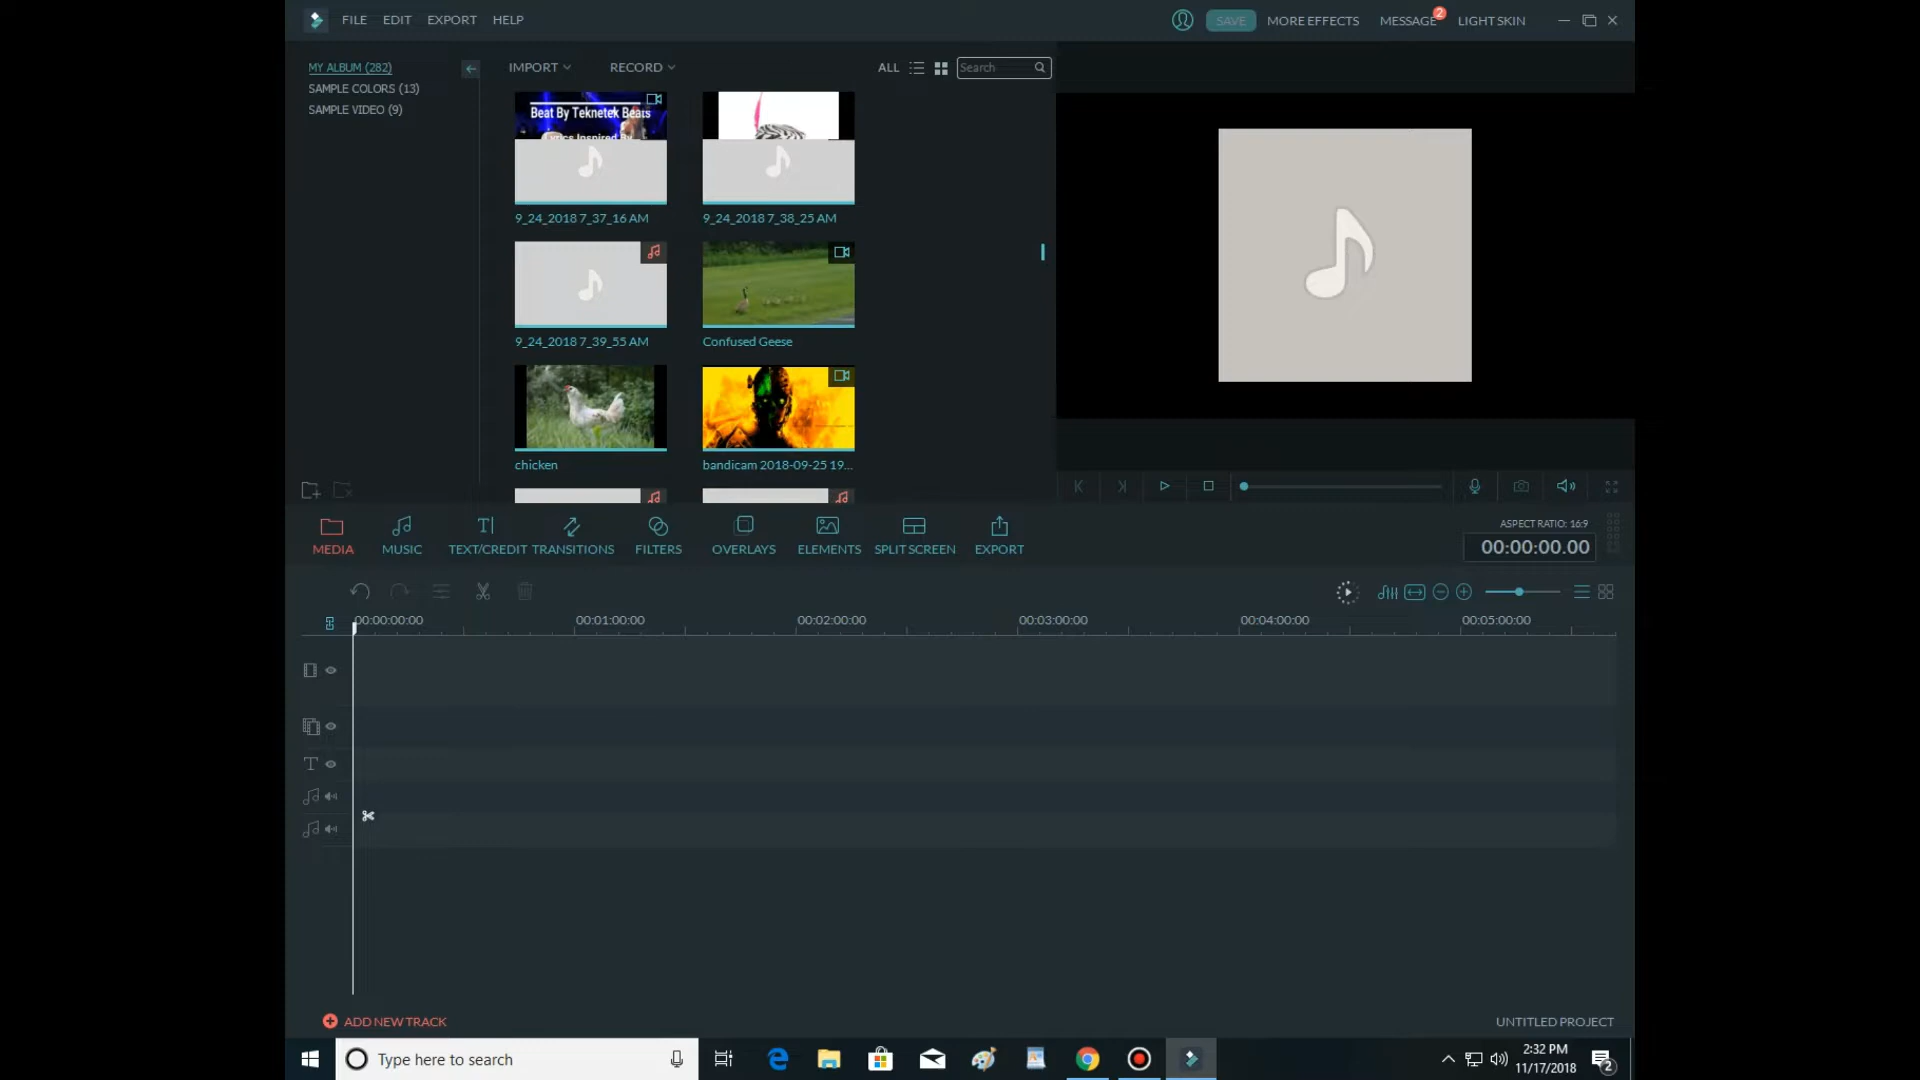 FILE EDIT EXPORT HELP
SAVE MORE EFFECTS MESSAGE 2 LIGHT SKIN
MY ALBUM (282)
SAMPLE COLORS (13)
SAMPLE VIDEO (9)
IMPORT RECORD ALL Search
Beat By Teknetek Beats
Lyrics Inspired By
9_24_2018 7_37_16 AM
9_24_2018 7_38_25 AM
9_24_2018 7_39_55 AM
Confused Geese
chicken
bandicam 2018-09-25 19...
MEDIA MUSIC TEXT/CREDIT TRANSITIONS FILTERS OVERLAYS ELEMENTS SPLIT SCREEN EXPORT
ASPECT RATIO: 16:9
00:00:00.00
00:00:00:00 00:01:00:00 00:02:00:00 00:03:00:00 00:04:00:00 00:05:00:00
ADD NEW TRACK
UNTITLED PROJECT
Type here to search
2:32 PM
11/17/2018
2